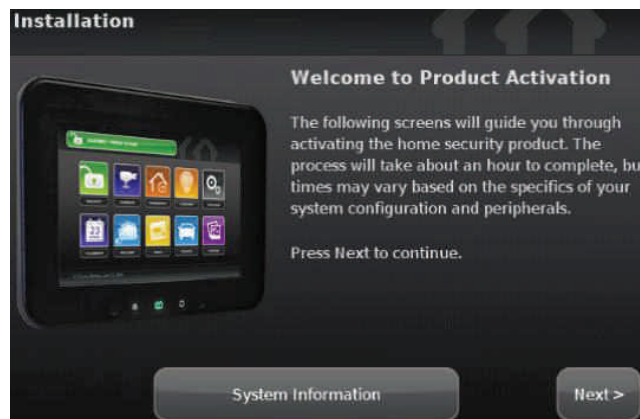 Installation
Welcome to Product Activation
The following screens will guide you through
activating the home security product. The
process will take about an hour to complete, bu
times may vary based on the specifics of your
system configuration and peripherals.
Press Next to continue.
23
System Information
Next >